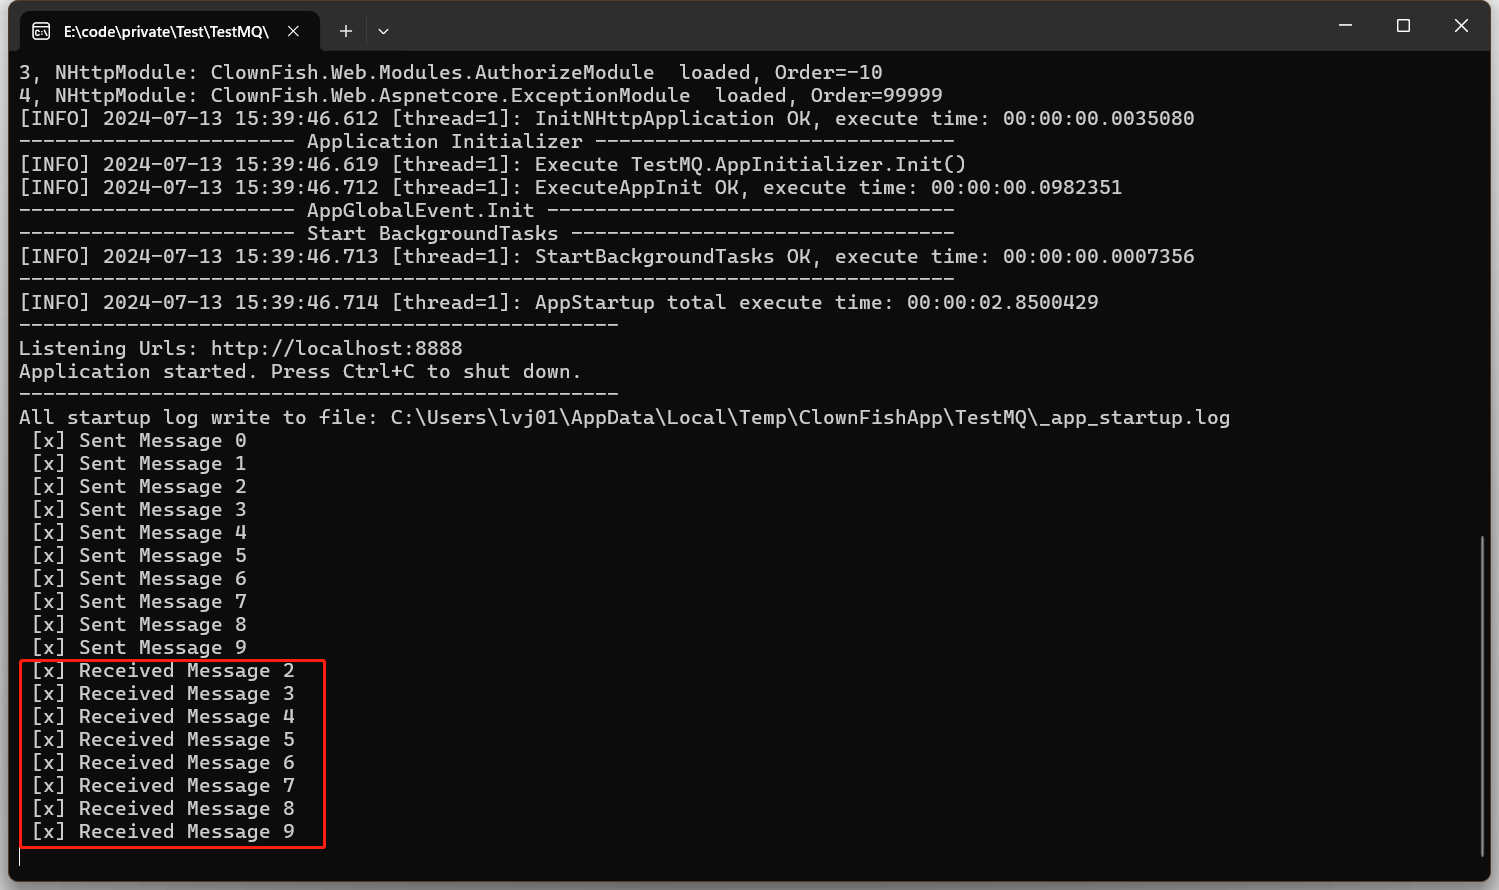 E:\code\private\Test\TestMQ\
3, NHttpModule: ClownFish.Web.Modules.AuthorizeModule  loaded, Order=-10
4, NHttpModule: ClownFish.Web.Aspnetcore.ExceptionModule  loaded, Order=99999
[INFO] 2024-07-13 15:39:46.612 [thread=1]: InitNHttpApplication OK, execute time: 00:00:00.0035080
----------------------- Application Initializer ------------------------------
[INFO] 2024-07-13 15:39:46.619 [thread=1]: Execute TestMQ.AppInitializer.Init()
[INFO] 2024-07-13 15:39:46.712 [thread=1]: ExecuteAppInit OK, execute time: 00:00:00.0982351
----------------------- AppGlobalEvent.Init ----------------------------------
----------------------- Start BackgroundTasks --------------------------------
[INFO] 2024-07-13 15:39:46.713 [thread=1]: StartBackgroundTasks OK, execute time: 00:00:00.0007356
------------------------------------------------------------------------------
[INFO] 2024-07-13 15:39:46.714 [thread=1]: AppStartup total execute time: 00:00:02.8500429
--------------------------------------------------
Listening Urls: http://localhost:8888
Application started. Press Ctrl+C to shut down.
--------------------------------------------------
All startup log write to file: C:\Users\lvj01\AppData\Local\Temp\ClownFishApp\TestMQ\_app_startup.log
[x] Sent Message 0
[x] Sent Message 1
[x] Sent Message 2
[x] Sent Message 3
[x] Sent Message 4
[x] Sent Message 5
[x] Sent Message 6
[x] Sent Message 7
[x] Sent Message 8
[x] Sent Message 9
[x] Received Message 2
[x] Received Message 3
[x] Received Message 4
[x] Received Message 5
[x] Received Message 6
[x] Received Message 7
[x] Received Message 8
[x] Received Message 9